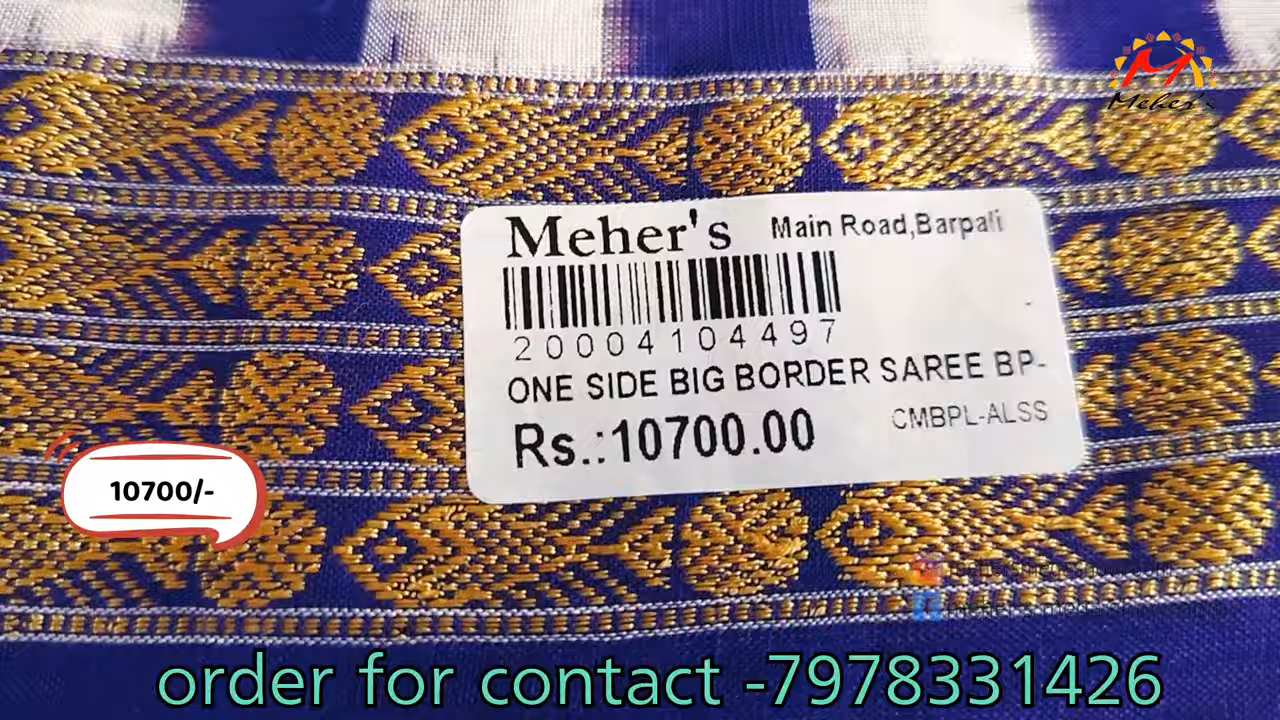 Meher's
Meher's Main Road,Barpali
20004104497
ONE SIDE BIG BORDER SAREE BP-
Rs.:10700.00 CMBPL-ALSS
10700/-
order for contact -7978331426